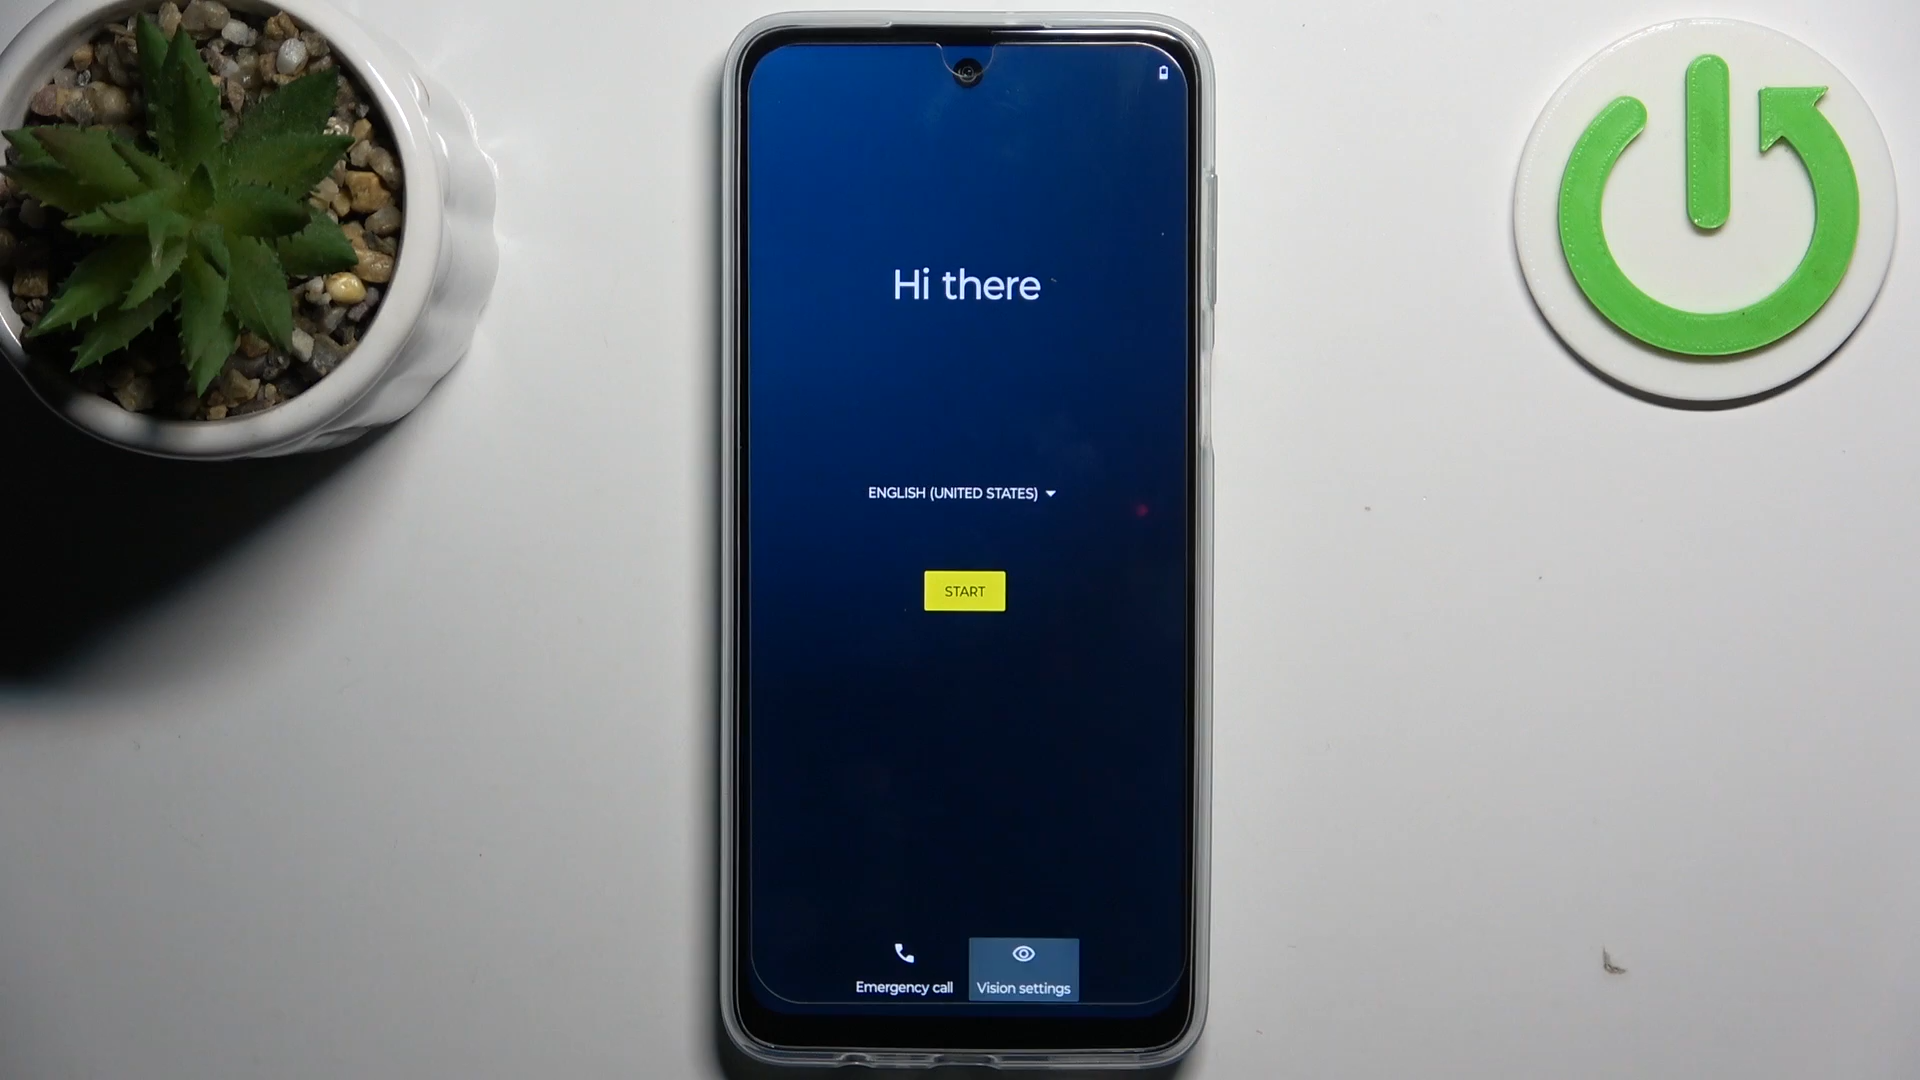 Hi there
ENGLISH (UNITED STATES)
START
Emergency call
Vision settings